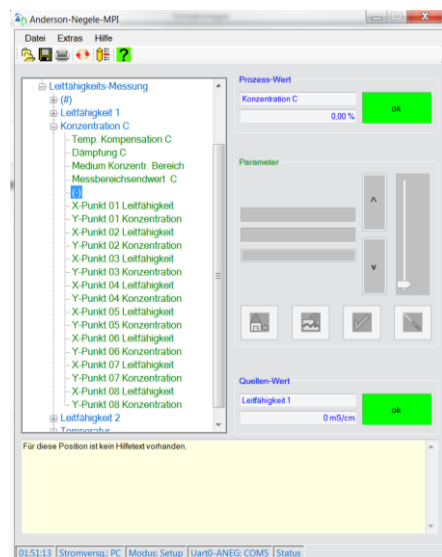 Anderson-Negele-MPI
Datei Extras Hilfe
?
Leitfähigkeits-Messung
(#)
Leitfähigkeit 1
Konzentration C
Temp. Kompensation C
Dämpfung C
Medium Konzentr. Bereich
Messbereichsendwert C
(-)
X-Punkt 01 Leitfähigkeit
Y-Punkt 01 Konzentration
X-Punkt 02 Leitfähigkeit
Y-Punkt 02 Konzentration
X-Punkt 03 Leitfähigkeit
Y-Punkt 03 Konzentration
X-Punkt 04 Leitfähigkeit
Y-Punkt 04 Konzentration
X-Punkt 05 Leitfähigkeit
Y-Punkt 05 Konzentration
X-Punkt 06 Leitfähigkeit
Y-Punkt 06 Konzentration
X-Punkt 07 Leitfähigkeit
Y-Punkt 07 Konzentration
X-Punkt 08 Leitfähigkeit
Y-Punkt 08 Konzentration
Leitfähigkeit 2
Temperatur
Prozess-Wert
Konzentration C
0,00 %
ok
Parameter
^
v
Quellen-Wert
Leitfähigkeit 1
0 mS/cm
ok
Für diese Position ist kein Hilfetext vorhanden.
01:51:13 Stromversg.: PC Modus: Setup Uart0-ANEG: COM5 Status